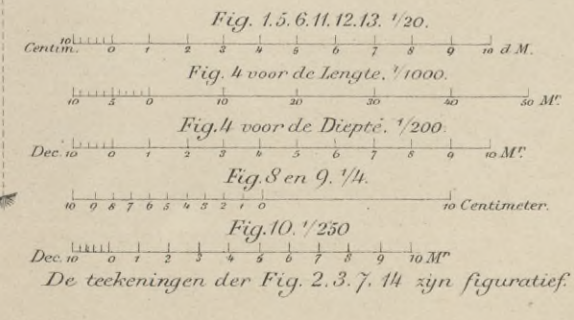 Fig. 1.5.6.11.12.13. 1/20.
Centim. 10 0 1 2 3 4 5 6 7 8 9 10 d M.
Fig. 4 voor de Lengte. 1/1000.
10 5 0 10 20 30 40 50 Mr.
Fig. 4 voor de Diepte. 1/200.
Dec. 10 0 1 2 3 4 5 6 7 8 9 10 Mr.
Fig. 8 en 9. 1/4.
10 9 8 7 6 5 4 3 2 1 0 10 Centimeter.
Fig. 10. 1/250
Dec. 10 0 1 2 3 4 5 6 7 8 9 10 Mr
De teekeningen der Fig. 2.3.7.14 zijn figuratief.